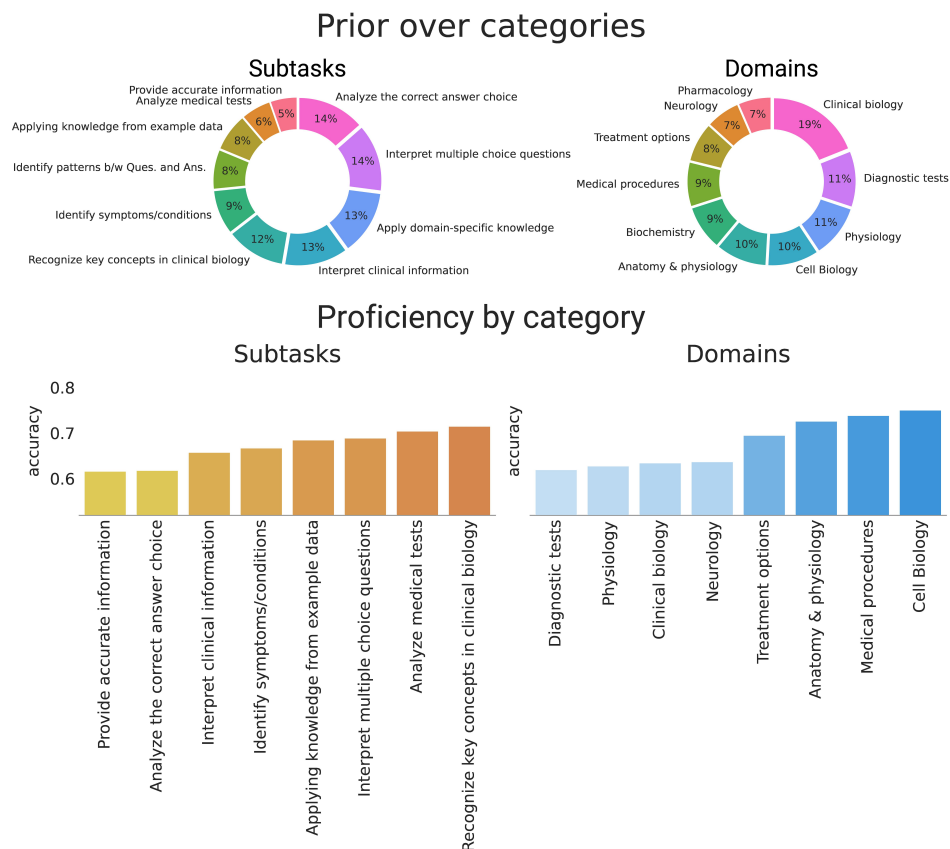 Prior over categories
Subtasks
Provide accurate information
Analyze medical tests
Applying knowledge from example data
Identify patterns b/w Ques. and Ans.
Identify symptoms/conditions
Recognize key concepts in clinical biology
Analyze the correct answer choice
Interpret multiple choice questions
Apply domain-specific knowledge
Interpret clinical information
5%
6%
8%
8%
9%
12%
14%
14%
13%
13%
Domains
Pharmacology
Neurology
Treatment options
Medical procedures
Biochemistry
Anatomy & physiology
Clinical biology
Diagnostic tests
Physiology
Cell Biology
7%
7%
8%
9%
9%
10%
19%
11%
11%
10%
Proficiency by category
Subtasks
accuracy
0.8
0.7
0.6
Provide accurate information
Analyze the correct answer choice
Interpret clinical information
Identify symptoms/conditions
Applying knowledge from example data
Interpret multiple choice questions
Analyze medical tests
Recognize key concepts in clinical biology
Domains
accuracy
Diagnostic tests
Physiology
Clinical biology
Neurology
Treatment options
Anatomy & physiology
Medical procedures
Cell Biology